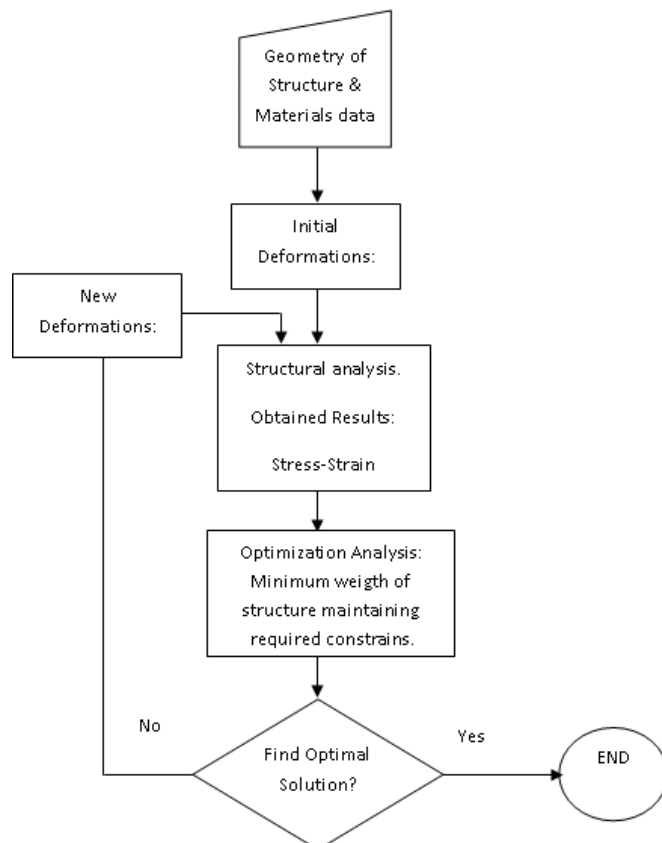 Geometry of
Structure &
Materials data
Initial
Deformations:
New
Deformations:
Structural analysis.
Obtained Results:
Stress-Strain
Optimization Analysis:
Minimum weigth of
structure maintaining
required constrains.
No
Find Optimal
Solution?
Yes
END